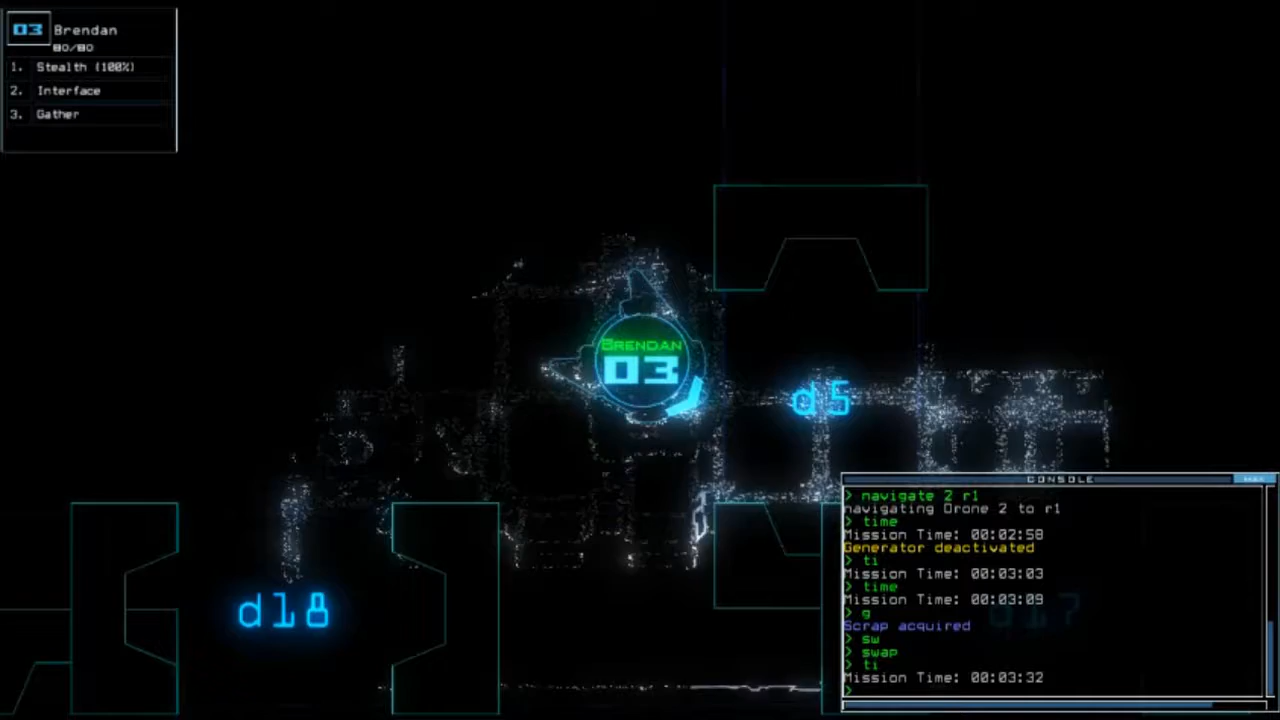 03 Brendan
80/80
1. Stealth (100%)
2. Interface
3. Gather
BRENDAN
03
d5
d18
d17
CONSOLE
> navigate 2 r1
navigating Drone 2 to r1
> time
Mission Time: 00:02:58
Generator deactivated
> ti
Mission Time: 00:03:03
> time
Mission Time: 00:03:09
> g
Scrap acquired
> sw
> swap
> ti
Mission Time: 00:03:32
>